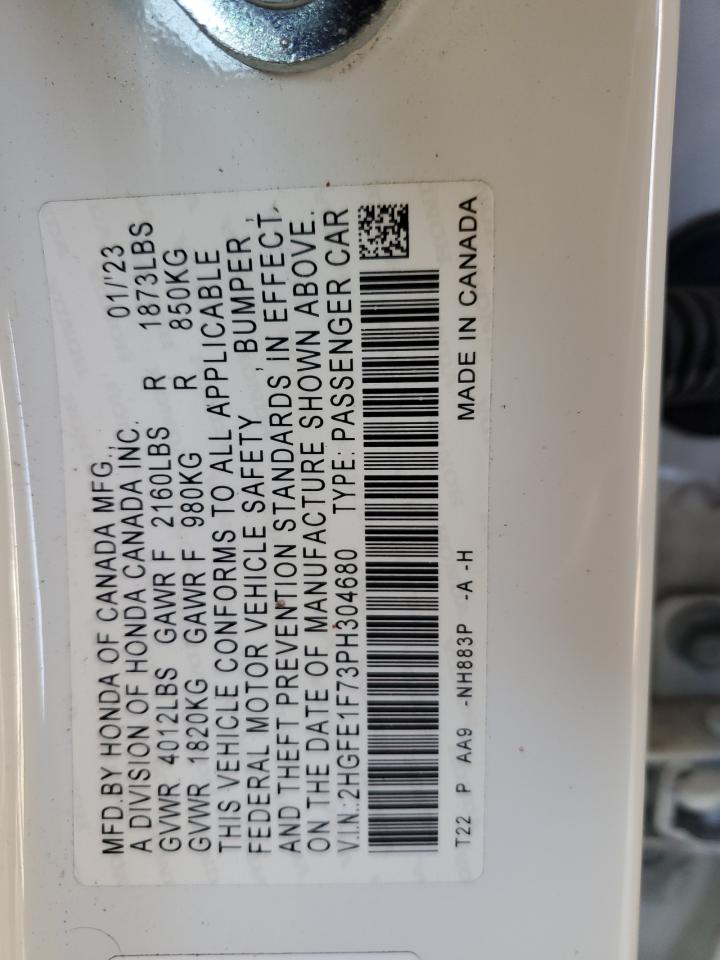 MFD.BY HONDA OF CANADA MFG., 01/'23
A DIVISION OF HONDA CANADA INC.
GVWR 4012LBS GAWR F 2160LBS R 1873LBS
GVWR 1820KG GAWR F 980KG R 850KG
THIS VEHICLE CONFORMS TO ALL APPLICABLE
FEDERAL MOTOR VEHICLE SAFETY , BUMPER ,
AND THEFT PREVENTION STANDARDS IN EFFECT
ON THE DATE OF MANUFACTURE SHOWN ABOVE.
V.I.N.:2HGFE1F73PH304680 TYPE: PASSENGER CAR
T22 P AA9 -NH883P -A -H MADE IN CANADA